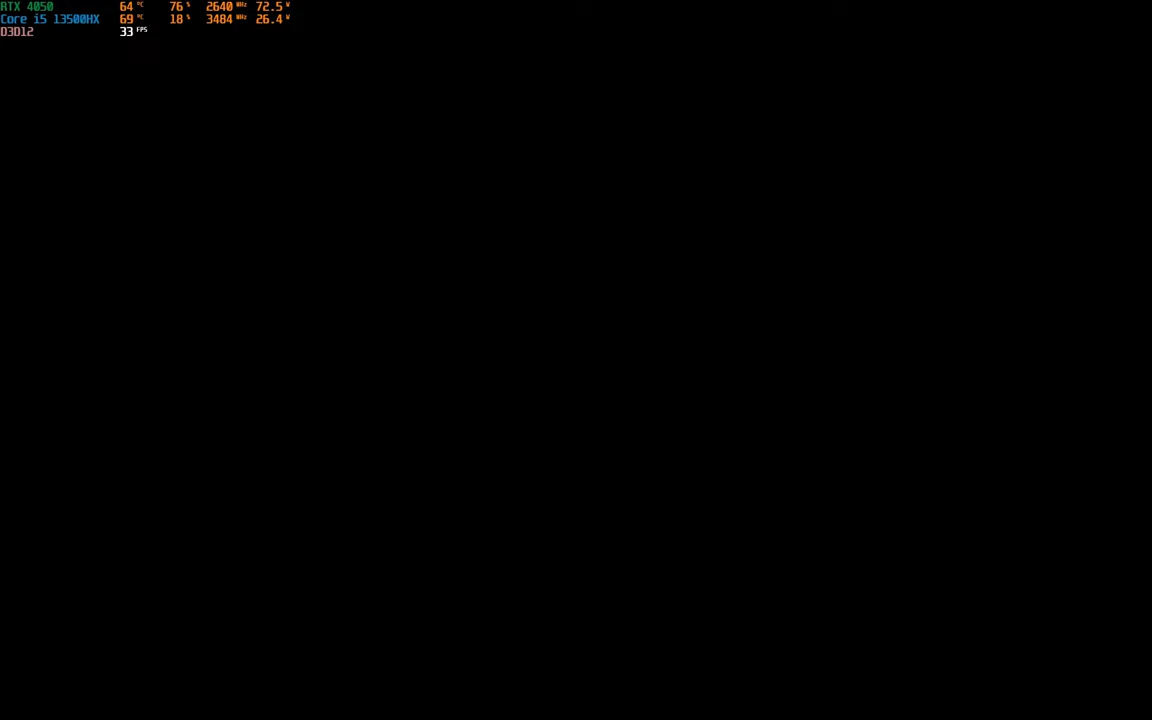 RTX 4050 64 °C 76 % 2640 MHz 72.5 W
Core i5 13500HX 69 °C 18 % 3484 MHz 26.4 W
D3D12 33 FPS